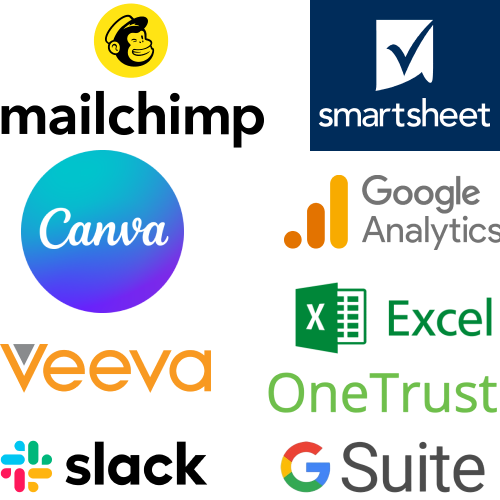 mailchimp
smartsheet
Canva
Google
Analytics
X Excel
veeva
OneTrust
slack
G Suite